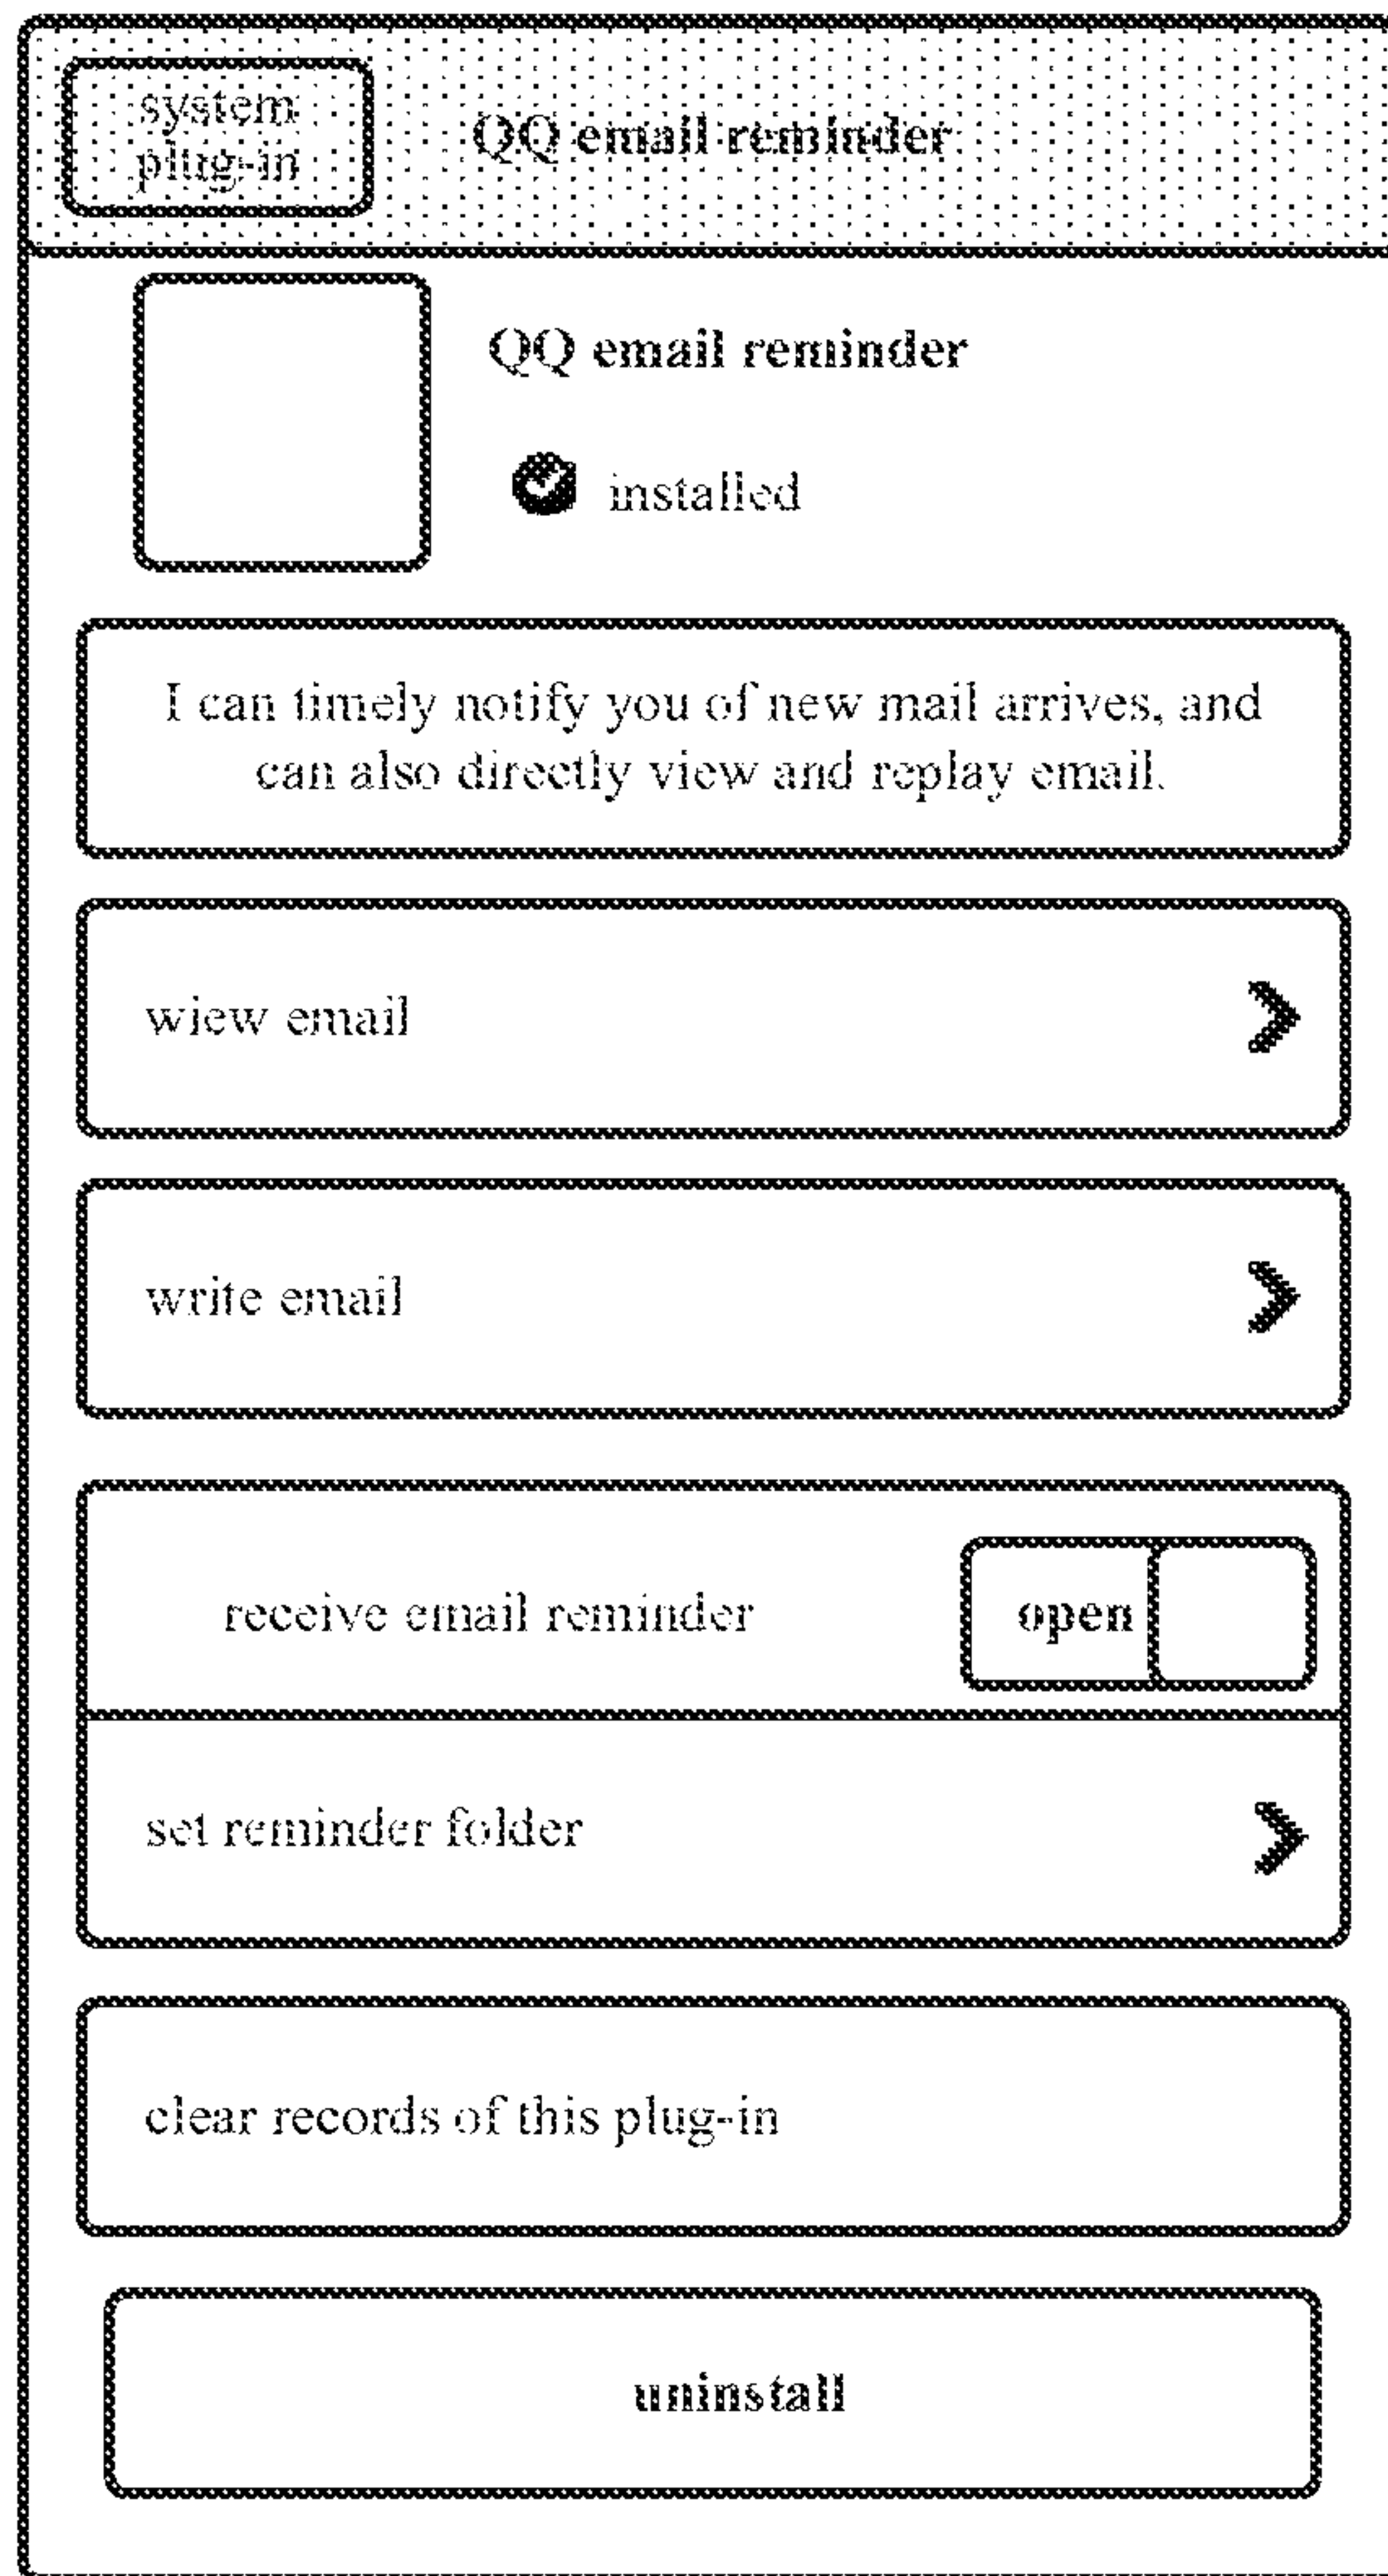 system
plug-in
QQ email reminder
QQ email reminder
installed
I can timely notify you of new mail arrives, and
can also directly view and replay email.
wiew email
write email
receive email reminder
open
set reminder folder
clear records of this plug-in
uninstall